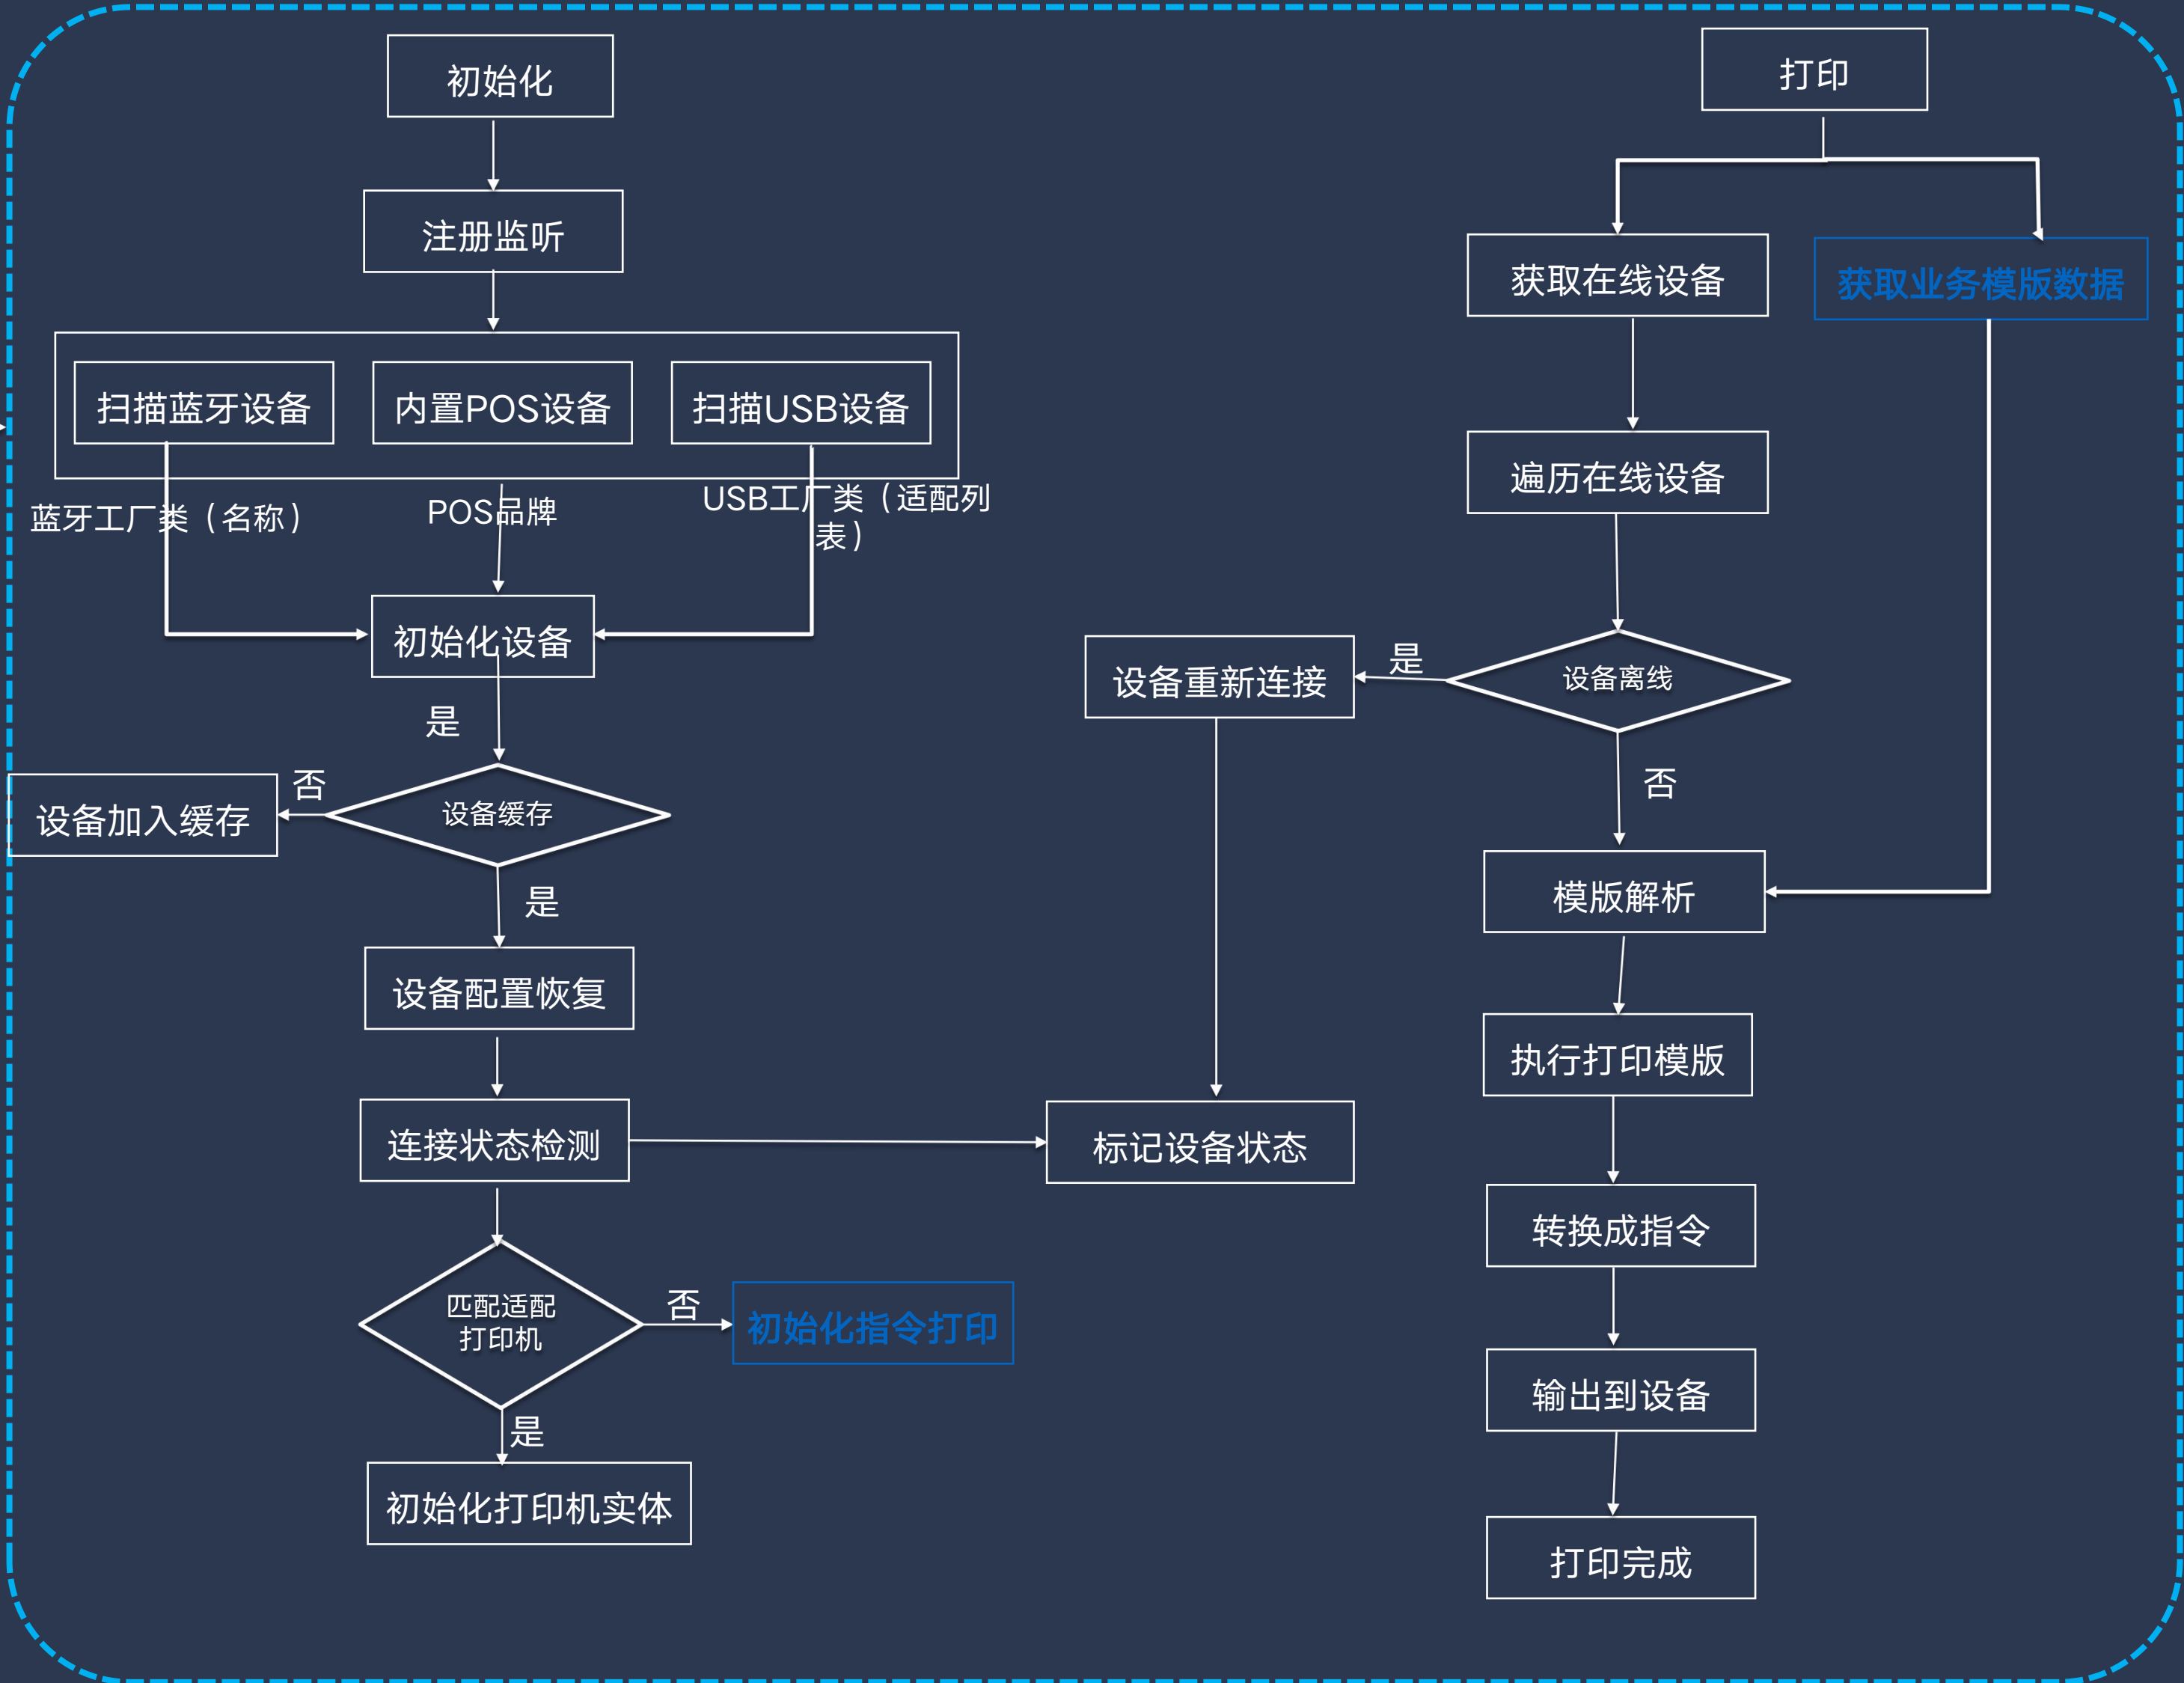 初始化
注册监听
扫描蓝牙设备
内置POS设备
扫描USB设备
蓝牙工厂类（名称）
POS品牌
USB工厂类（适配列
表）
初始化设备
是
设备缓存
否
设备加入缓存
是
设备配置恢复
连接状态检测
匹配适配
打印机
否
初始化指令打印
是
初始化打印机实体
打印
获取在线设备
获取业务模版数据
遍历在线设备
设备离线
是
设备重新连接
标记设备状态
否
模版解析
执行打印模版
转换成指令
输出到设备
打印完成